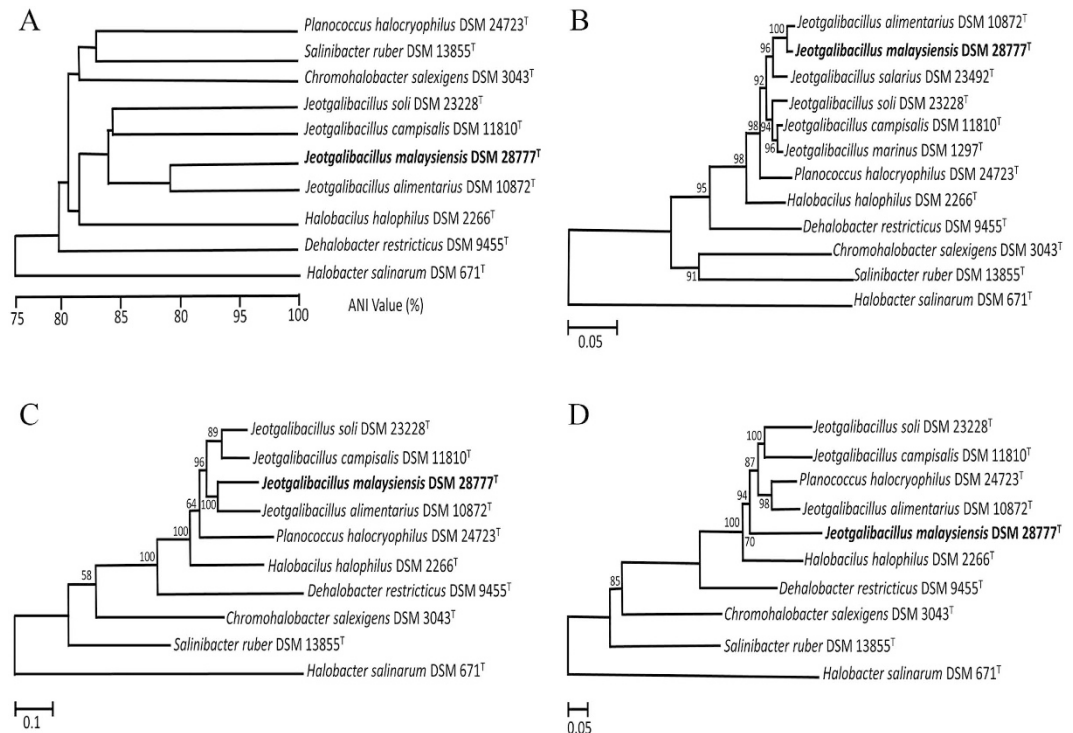 A
Planococcus halocryophilus DSM 24723ᵀ
Salinibacter ruber DSM 13855ᵀ
Chromohalobacter salexigens DSM 3043ᵀ
Jeotgalibacillus soli DSM 23228ᵀ
Jeotgalibacillus campisalis DSM 11810ᵀ
Jeotgalibacillus malaysiensis DSM 28777ᵀ
Jeotgalibacillus alimentarius DSM 10872ᵀ
Halobacilus halophilus DSM 2266ᵀ
Dehalobacter restricticus DSM 9455ᵀ
Halobacter salinarum DSM 671ᵀ
75 80 85 80 95 100 ANI Value (%)
B
Jeotgalibacillus alimentarius DSM 10872ᵀ
100
Jeotgalibacillus malaysiensis DSM 28777ᵀ
96
Jeotgalibacillus salarius DSM 23492ᵀ
92
Jeotgalibacillus soli DSM 23228ᵀ
98 94 Jeotgalibacillus campisalis DSM 11810ᵀ
96 Jeotgalibacillus marinus DSM 1297ᵀ
98
Planococcus halocryophilus DSM 24723ᵀ
95
Halobacilus halophilus DSM 2266ᵀ
Dehalobacter restricticus DSM 9455ᵀ
Chromohalobacter salexigens DSM 3043ᵀ
91 Salinibacter ruber DSM 13855ᵀ
Halobacter salinarum DSM 671ᵀ
0.05
C
89 Jeotgalibacillus soli DSM 23228ᵀ
Jeotgalibacillus campisalis DSM 11810ᵀ
96
Jeotgalibacillus malaysiensis DSM 28777ᵀ
64 100 Jeotgalibacillus alimentarius DSM 10872ᵀ
100 Planococcus halocryophilus DSM 24723ᵀ
100 Halobacilus halophilus DSM 2266ᵀ
58 Dehalobacter restricticus DSM 9455ᵀ
Chromohalobacter salexigens DSM 3043ᵀ
Salinibacter ruber DSM 13855ᵀ
Halobacter salinarum DSM 671ᵀ
0.1
D
100 Jeotgalibacillus soli DSM 23228ᵀ
Jeotgalibacillus campisalis DSM 11810ᵀ
87
Planococcus halocryophilus DSM 24723ᵀ
94 98 Jeotgalibacillus alimentarius DSM 10872ᵀ
100 Jeotgalibacillus malaysiensis DSM 28777ᵀ
70
Halobacilus halophilus DSM 2266ᵀ
85 Dehalobacter restricticus DSM 9455ᵀ
Chromohalobacter salexigens DSM 3043ᵀ
Salinibacter ruber DSM 13855ᵀ
Halobacter salinarum DSM 671ᵀ
0.05